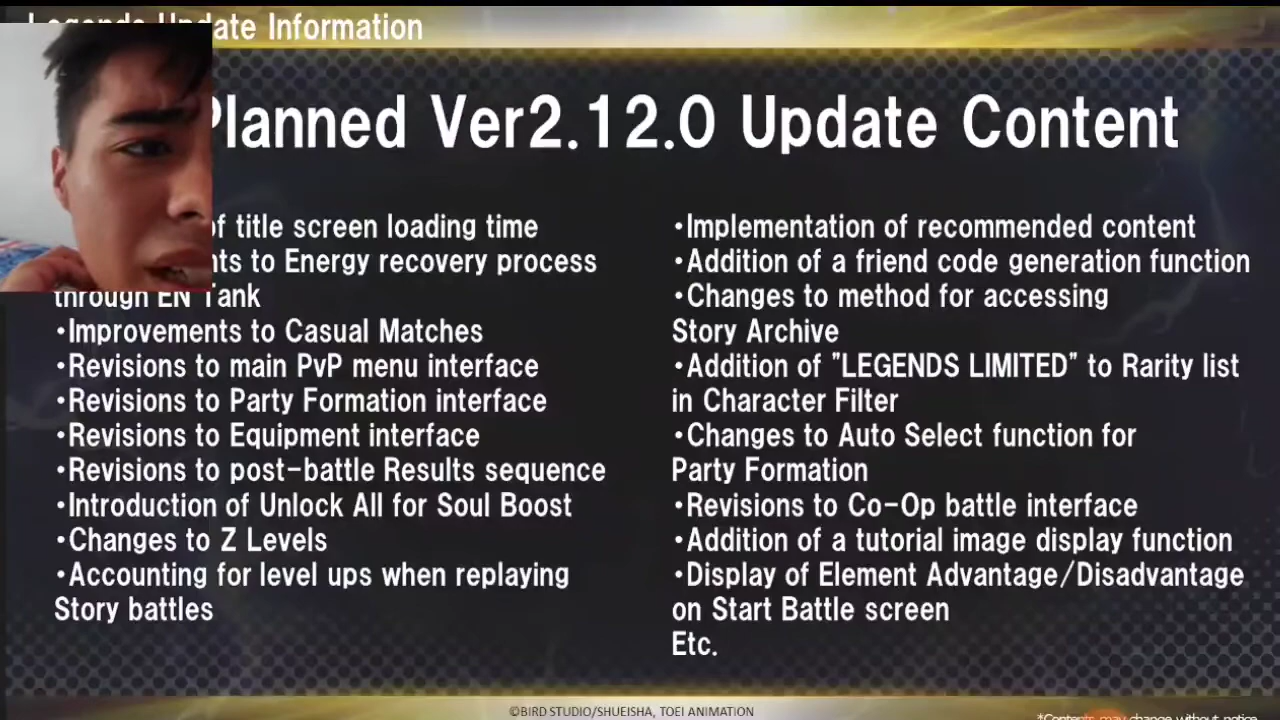 Legends Update Information
Planned Ver2.12.0 Update Content
of title screen loading time
to Energy recovery process
through EN Tank
・Improvements to Casual Matches
・Revisions to main PvP menu interface
・Revisions to Party Formation interface
・Revisions to Equipment interface
・Revisions to post-battle Results sequence
・Introduction of Unlock All for Soul Boost
・Changes to Z Levels
・Accounting for level ups when replaying
Story battles
・Implementation of recommended content
・Addition of a friend code generation function
・Changes to method for accessing
Story Archive
・Addition of "LEGENDS LIMITED" to Rarity list
in Character Filter
・Changes to Auto Select function for
Party Formation
・Revisions to Co-Op battle interface
・Addition of a tutorial image display function
・Display of Element Advantage/Disadvantage
on Start Battle screen
Etc.
©BIRD STUDIO/SHUEISHA, TOEI ANIMATION
*Contents may change without notice